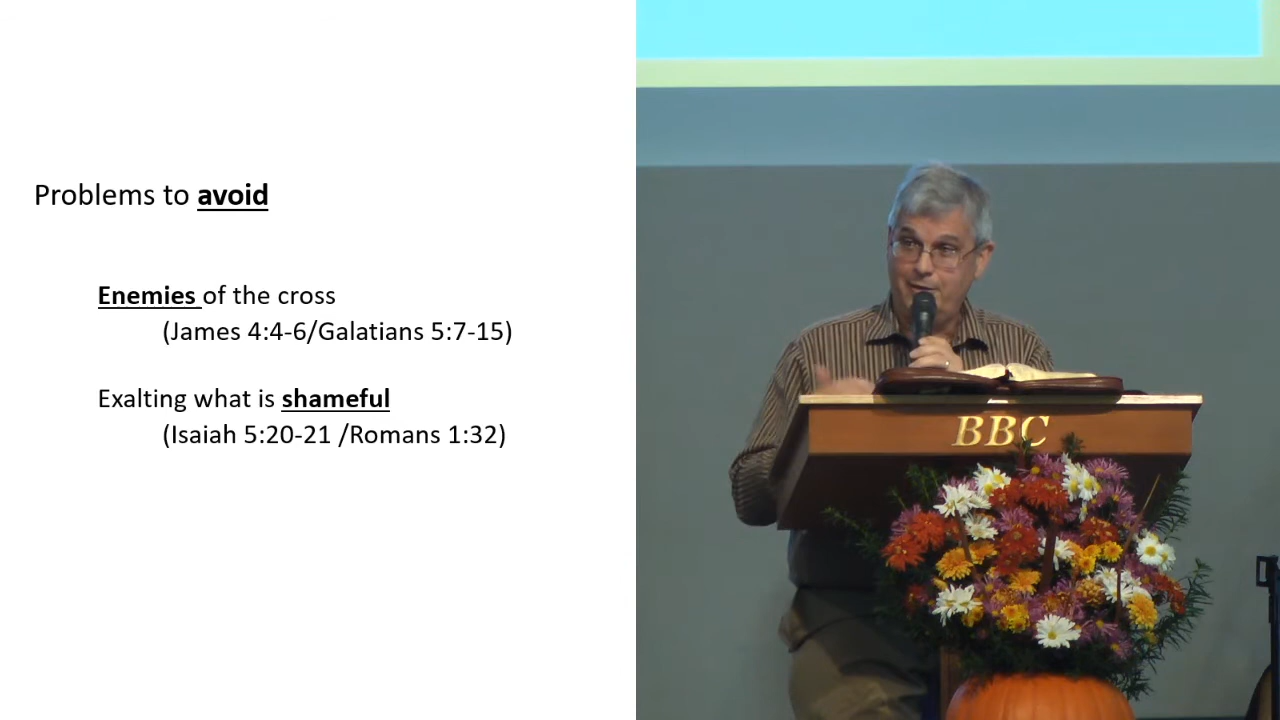 Problems to avoid
Enemies of the cross
(James 4:4-6/Galatians 5:7-15)
Exalting what is shameful
(Isaiah 5:20-21 /Romans 1:32)
BBC